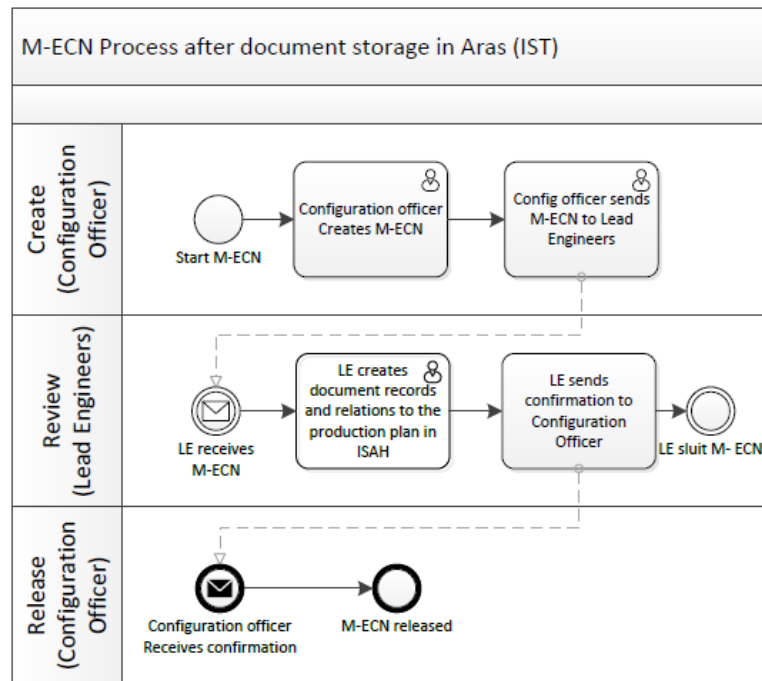 M-ECN Process after document storage in Aras (IST)
Create
(Configuration
Officer)
Start M-ECN
Configuration officer
Creates M-ECN
Config officer sends
M-ECN to Lead
Engineers
Review
(Lead Engineers)
LE receives
M-ECN
LE creates
document records
and relations to the
production plan in
ISAH
LE sends
confirmation to
Configuration
Officer
LE sluit M- ECN
Release
(Configuration
Officer)
Configuration officer
Receives confirmation
M-ECN released